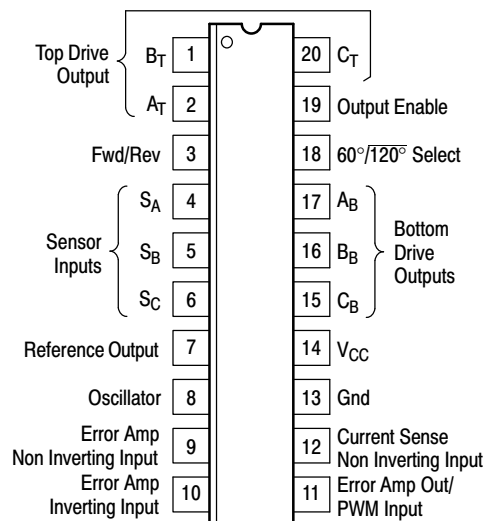 Top Drive
Output
B_T 1
A_T 2
Fwd/Rev 3
Sensor
Inputs
S_A 4
S_B 5
S_C 6
Reference Output 7
Oscillator 8
Error Amp
Non Inverting Input 9
Error Amp
Inverting Input 10
20 C_T
19 Output Enable
18 60°/120° Select
17 A_B
16 B_B
15 C_B
Bottom
Drive
Outputs
14 V_CC
13 Gnd
12 Current Sense
Non Inverting Input
11 Error Amp Out/
PWM Input